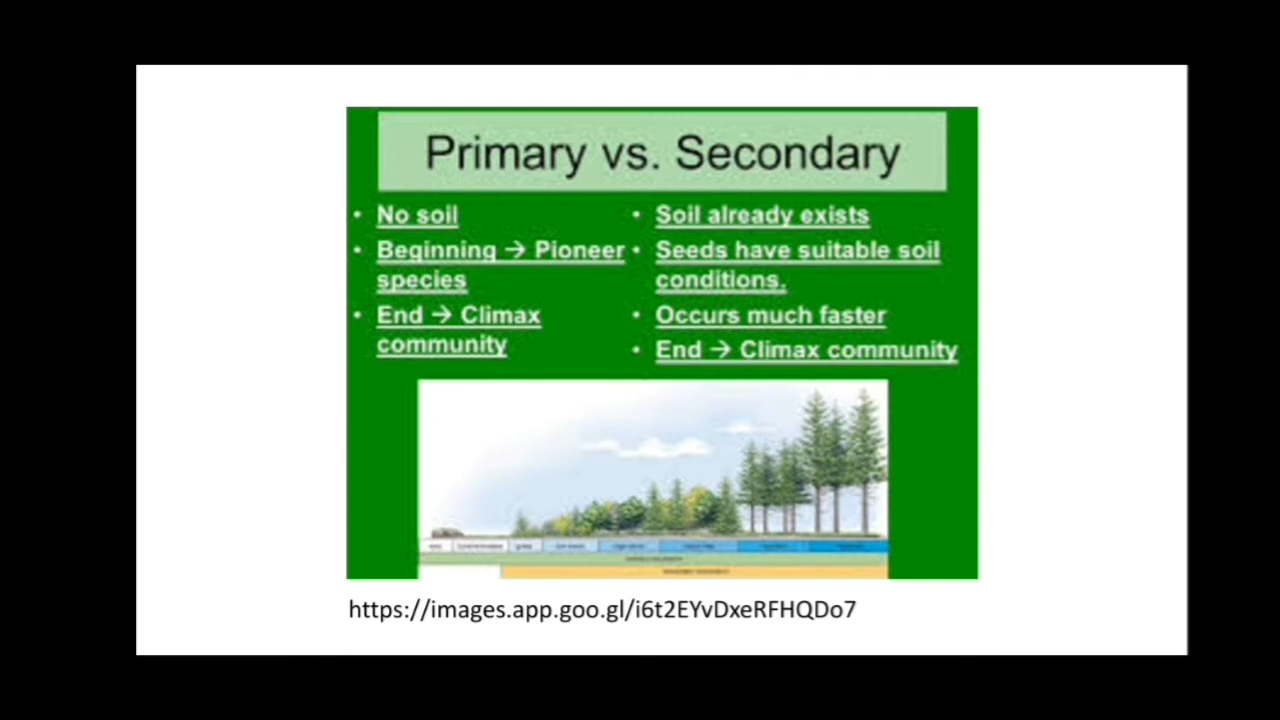 Primary vs. Secondary
• No soil
• Beginning → Pioneer
species
• End → Climax
community
• Soil already exists
• Seeds have suitable soil
conditions.
• Occurs much faster
• End → Climax community
https://images.app.goo.gl/i6t2EYvDxeRFHQDo7